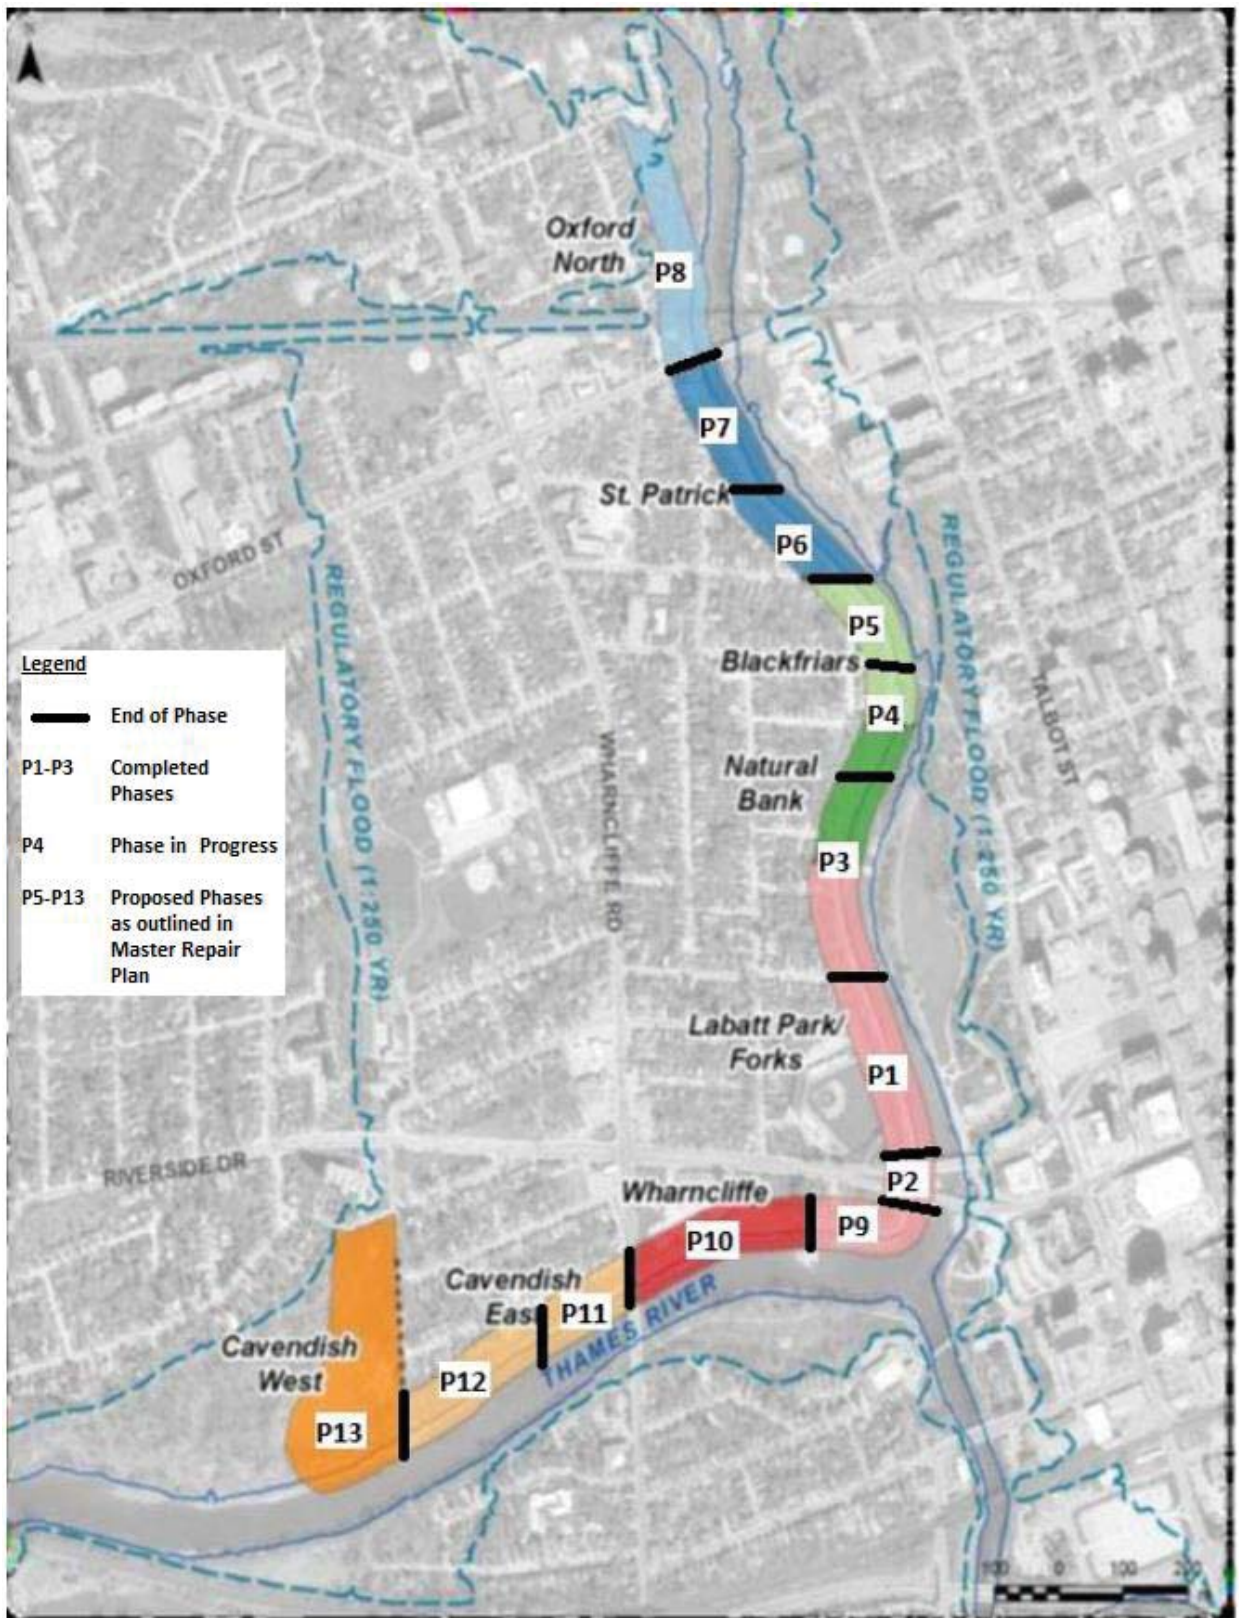 Oxford
North
P8
P7
St. Patrick
P6
OXFORD ST
REGULATORY FLOOD (1:250 YR)
REGULATORY FLOOD (1:250 YR)
P5
Blackfriars
TALBOT ST
P4
Natural
Bank
WHARNCLIFFE RD
P3
Legend
End of Phase
P1-P3 Completed
Phases
P4 Phase in Progress
P5-P13 Proposed Phases
as outlined in
Master Repair
Plan
Labatt Park/
Forks
P1
RIVERSIDE DR
P2
Wharncliffe
P9
P10
Cavendish
East
P11
THAMES RIVER
Cavendish
West
P12
P13
100 0 100 200